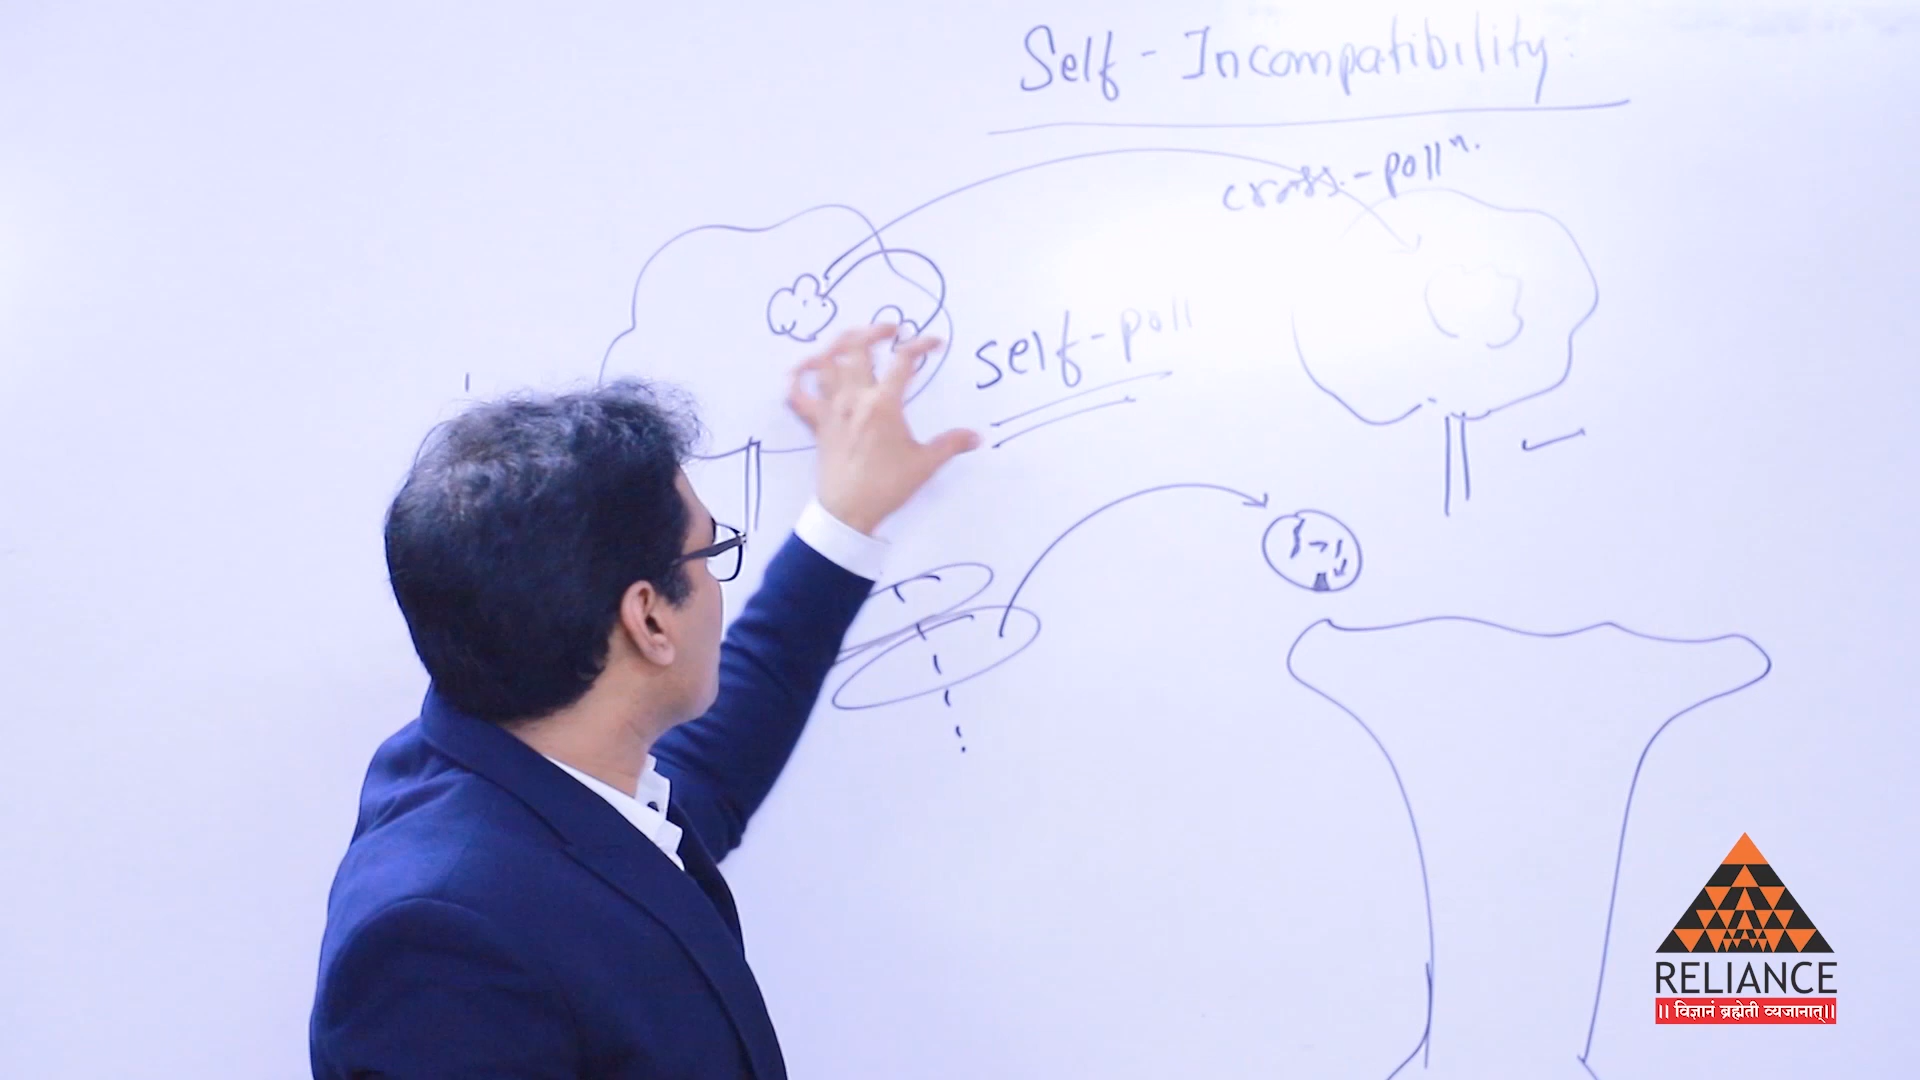 Self - Incompatibility :
cross. - pollⁿ.
self - poll
RELIANCE
।। विज्ञानं ब्रह्मेती व्यजानात्।।